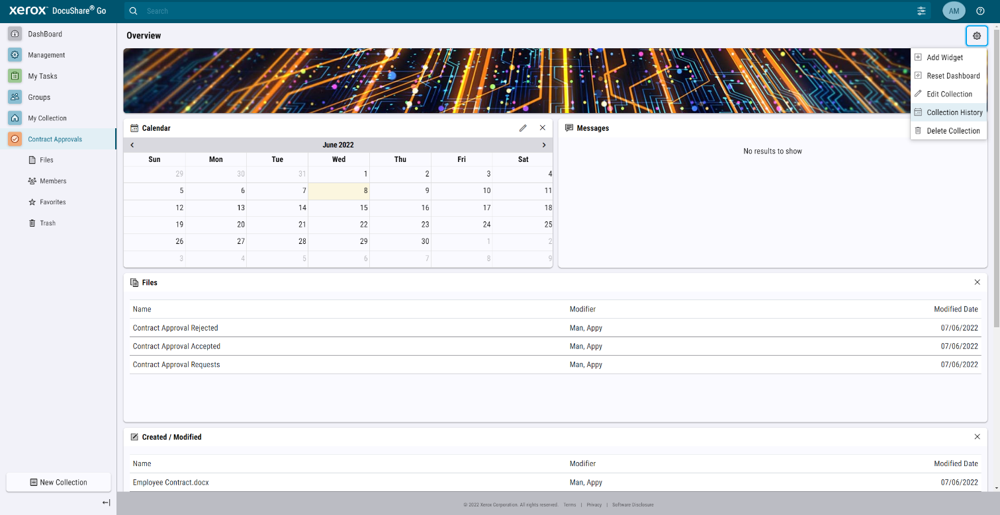 xerox™ DocuShare® Go
Search
AM
DashBoard
Management
My Tasks
Groups
My Collection
Contract Approvals
Files
Members
Favorites
Trash
New Collection
Overview
Add Widget
Reset Dashboard
Edit Collection
Collection History
Delete Collection
Calendar
June 2022
Sun Mon Tue Wed Thu Fri Sat
29 30 31 1 2 3 4
5 6 7 8 9 10 11
12 13 14 15 16 17 18
19 20 21 22 23 24 25
26 27 28 29 30 1 2
3 4 5 6 7 8 9
Messages
No results to show
Files
Name Modifier Modified Date
Contract Approval Rejected Man, Appy 07/06/2022
Contract Approval Accepted Man, Appy 07/06/2022
Contract Approval Requests Man, Appy 07/06/2022
Created / Modified
Name Modifier Modified Date
Employee Contract.docx Man, Appy 07/06/2022
© 2022 Xerox Corporation. All rights reserved. Terms | Privacy | Software Disclosure